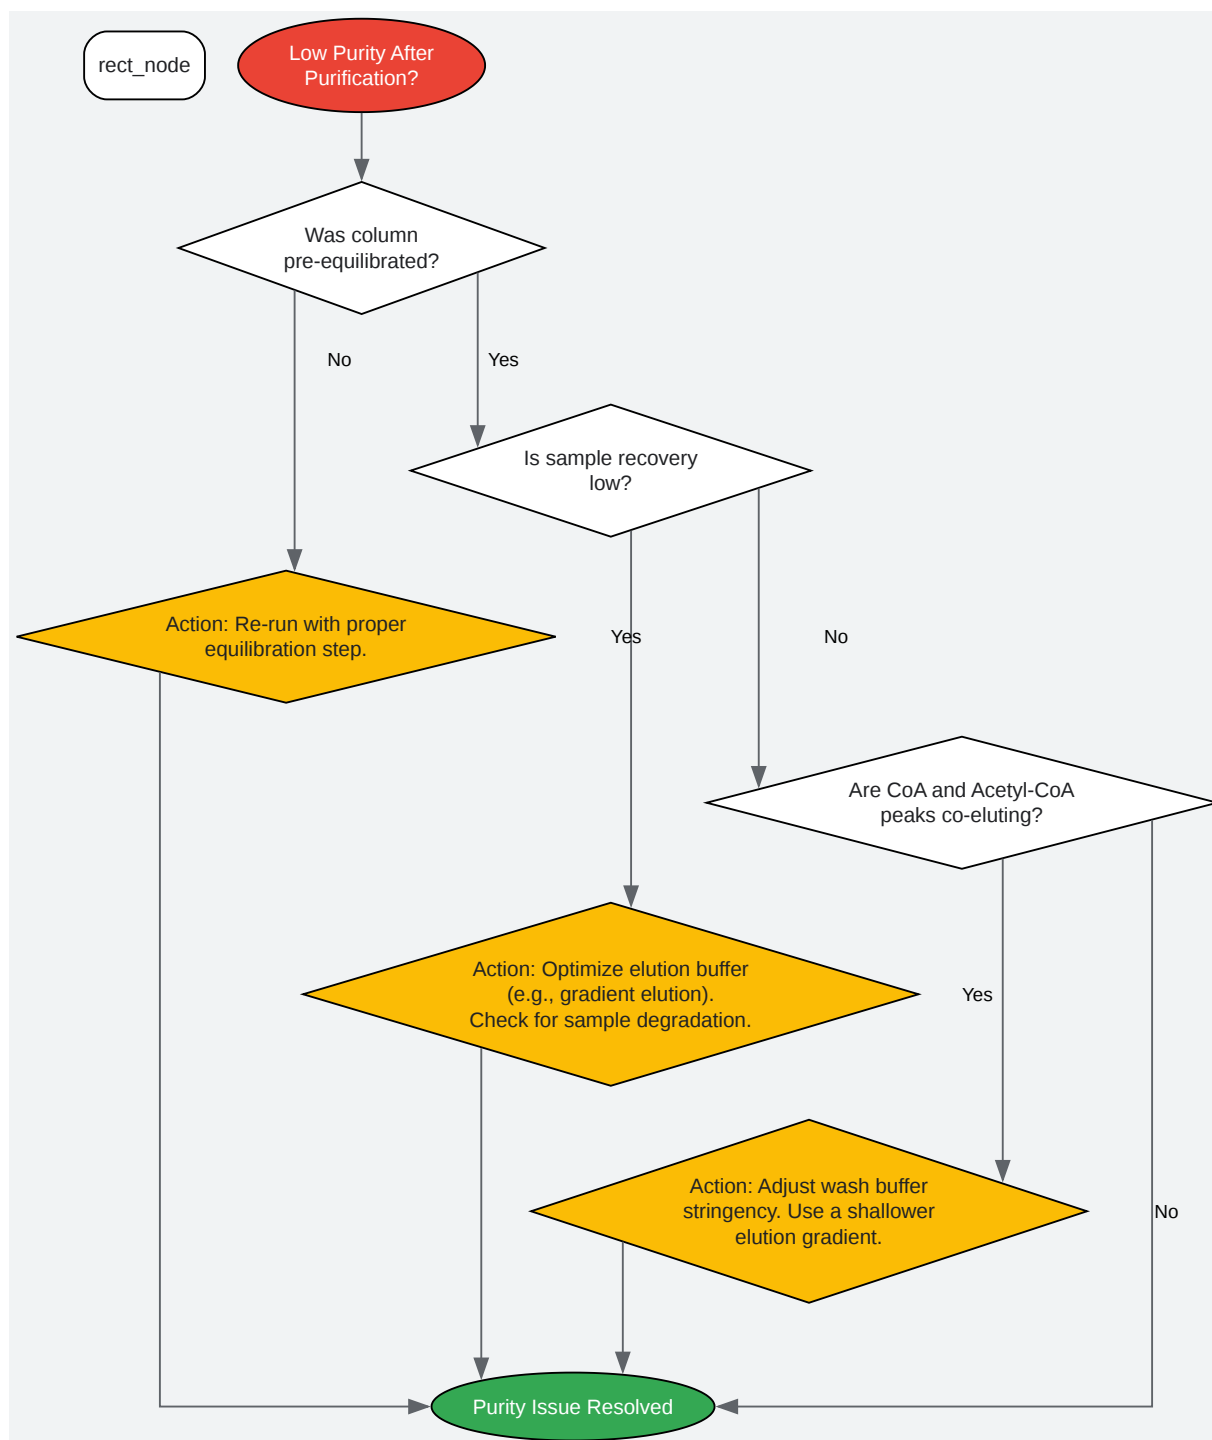 rect_node
Low Purity After
Purification?
Was column
pre-equilibrated?
No
Yes
Is sample recovery
low?
Action: Re-run with proper
equilibration step.
Yes
No
Are CoA and Acetyl-CoA
peaks co-eluting?
Action: Optimize elution buffer
(e.g., gradient elution).
Check for sample degradation.
Yes
Action: Adjust wash buffer
stringency. Use a shallower
elution gradient.
No
Purity Issue Resolved